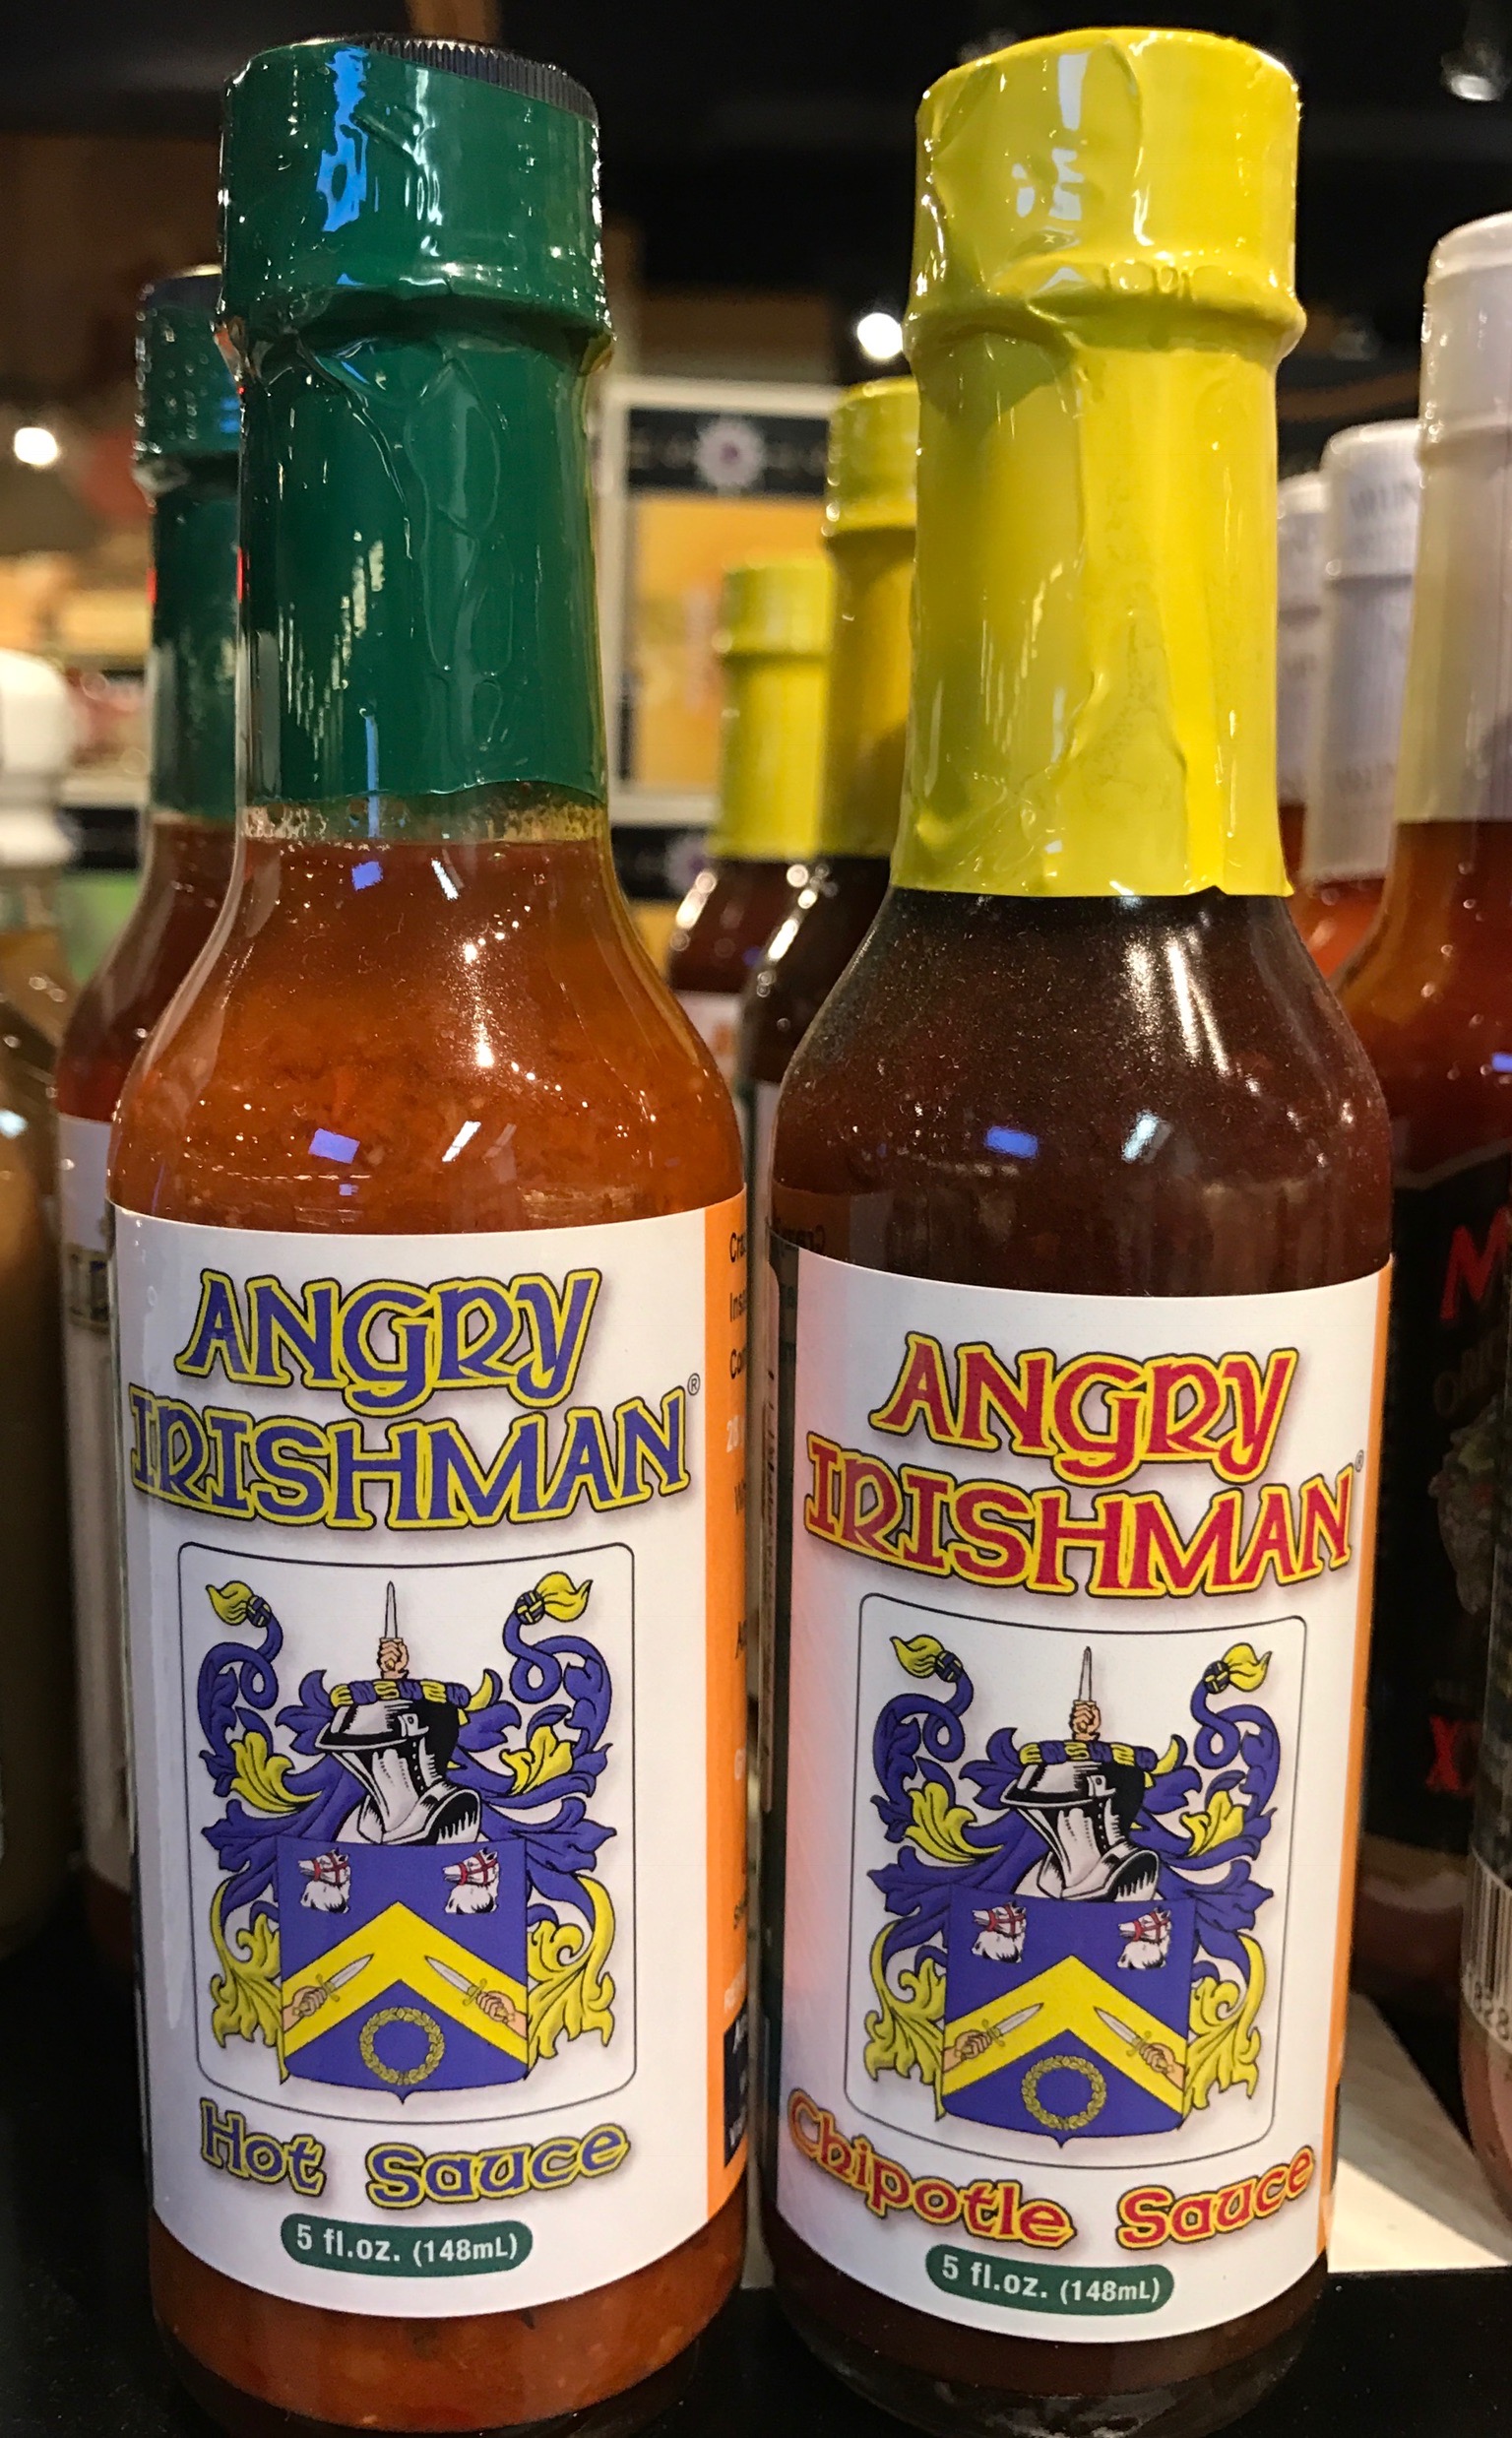 ANGRY
IRISHMAN®
Hot Sauce
5 fl.oz. (148mL)
ANGRY
IRISHMAN®
Chipotle Sauce
5 fl.oz. (148mL)